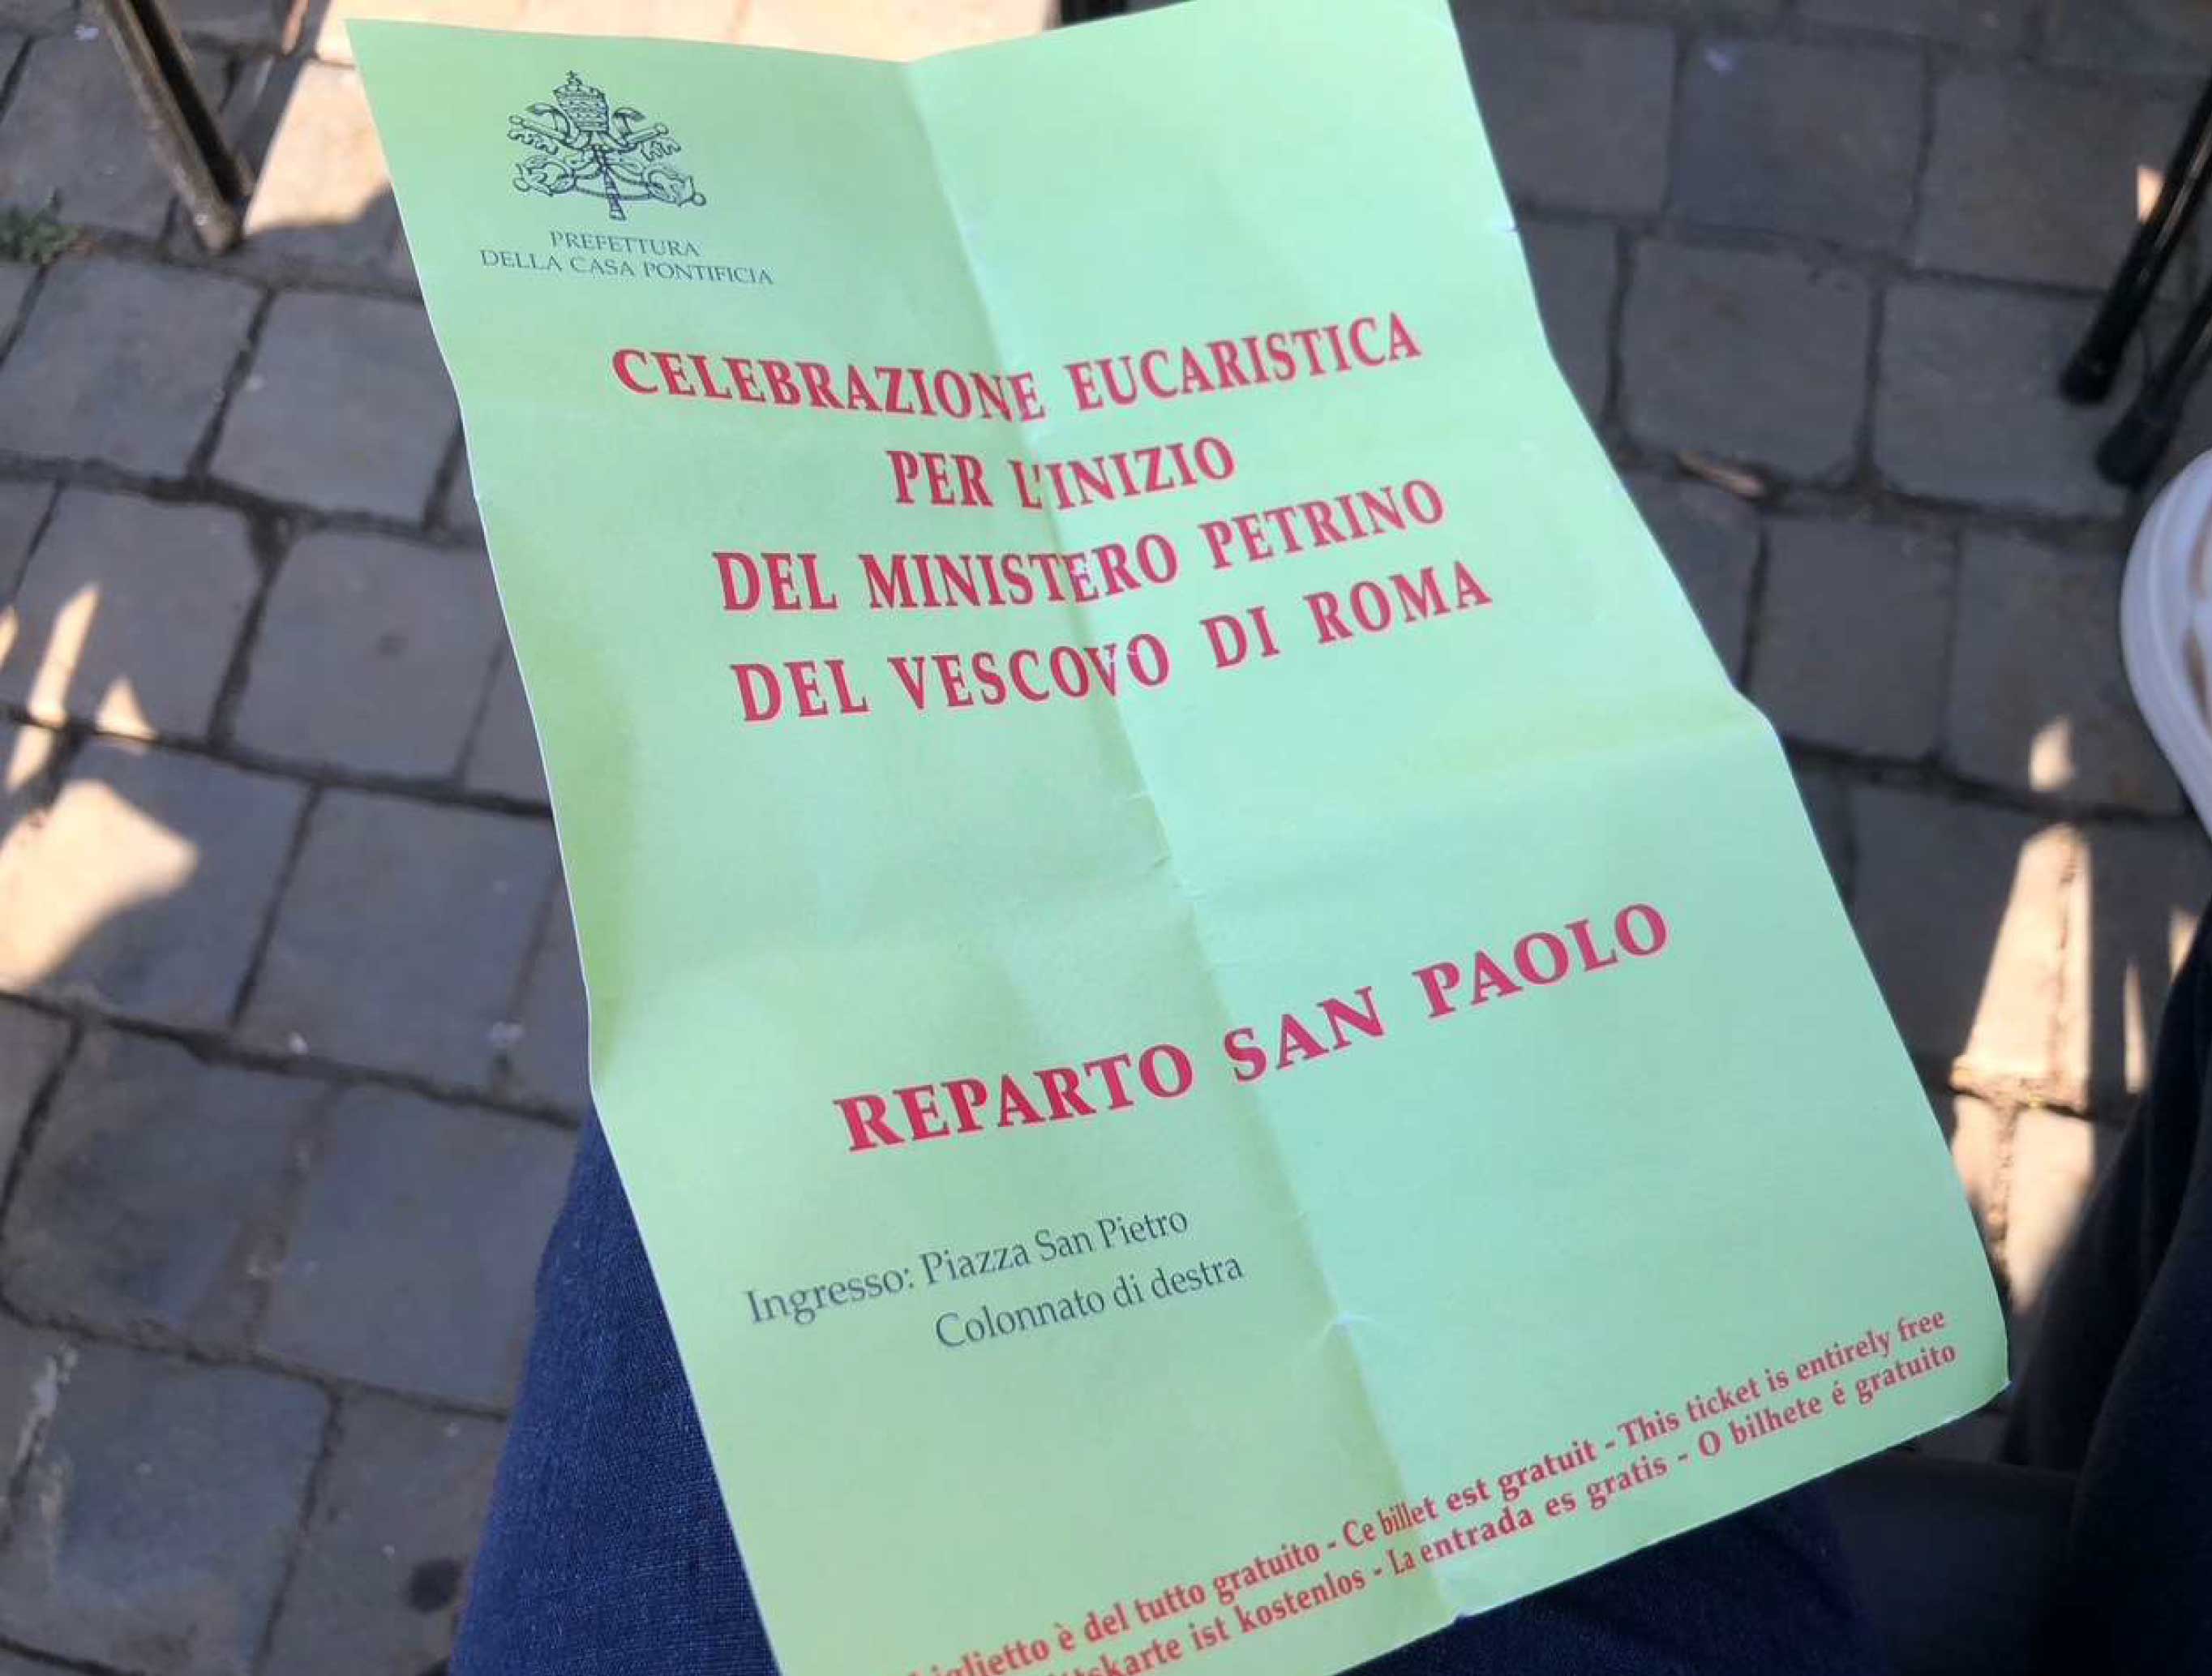 PREFETTURA
DELLA CASA PONTIFICIA
CELEBRAZIONE EUCARISTICA
PER L'INIZIO
DEL MINISTERO PETRINO
DEL VESCOVO DI ROMA
REPARTO SAN PAOLO
Ingresso: Piazza San Pietro
Colonnato di destra
è del tutto gratuito - Ce billet est gratuit - This ticket is entirely free
ist kostenlos - La entrada es gratis - O bilhete é gratuito